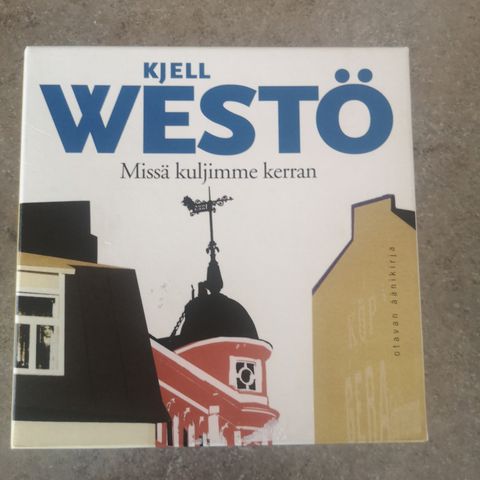 KJELL
WESTÖ
Missä kuljimme kerran
otavan äänikirja